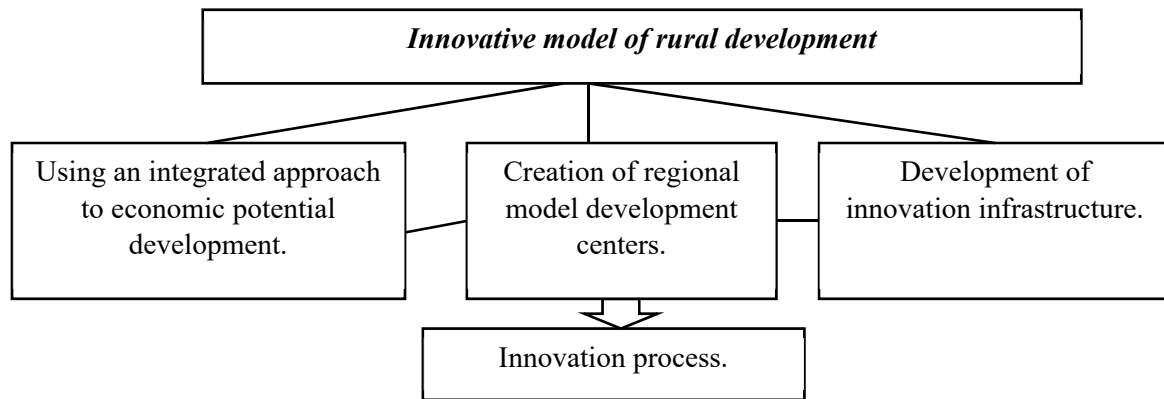 Innovative model of rural development
Using an integrated approach
to economic potential
development.
Creation of regional
model development
centers.
Development of
innovation infrastructure.
Innovation process.